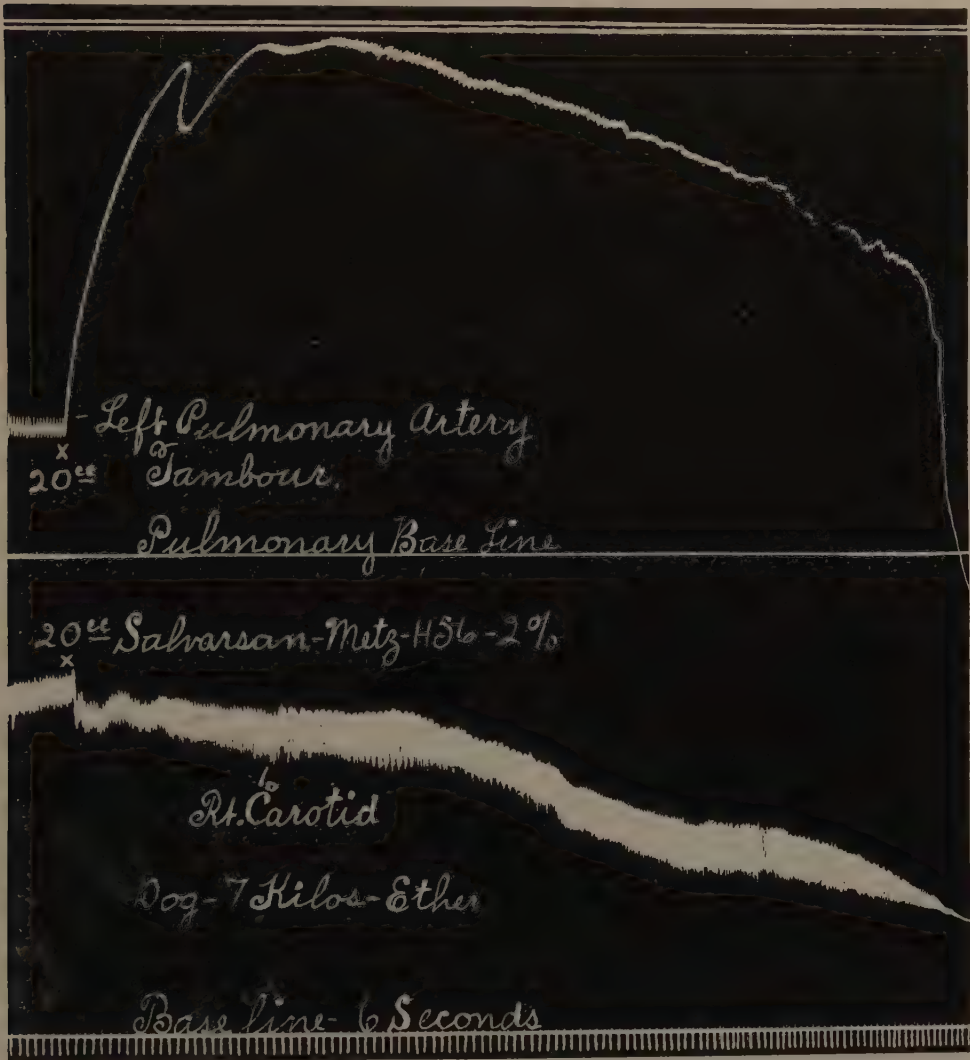 - Left Pulmonary Artery
x
20cc Tambour.
Pulmonary Base Line
20cc Salvarsan-Metz-H56-2%
x
Rt. Carotid
Dog-7 Kilos-Ether
Base line- 6 Seconds